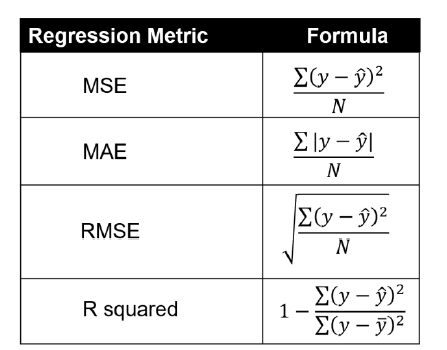 Regression Metric Formula
MSE ∑(y − ŷ)² / N
MAE ∑|y − ŷ| / N
RMSE √(∑(y − ŷ)² / N)
R squared 1 − ∑(y − ŷ)² / ∑(y − ȳ)²